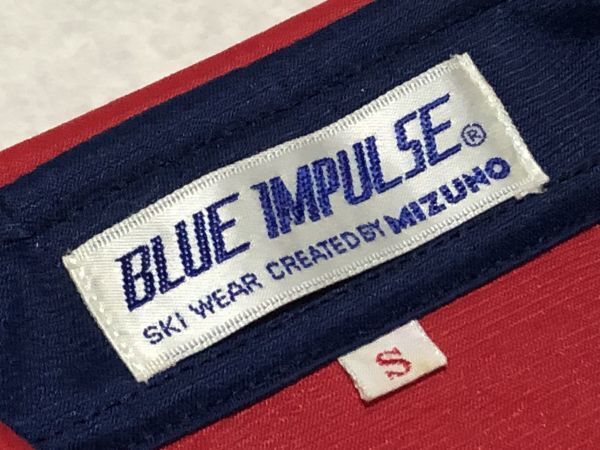 BLUE IMPULSE®
SKI WEAR CREATED BY MIZUNO
S